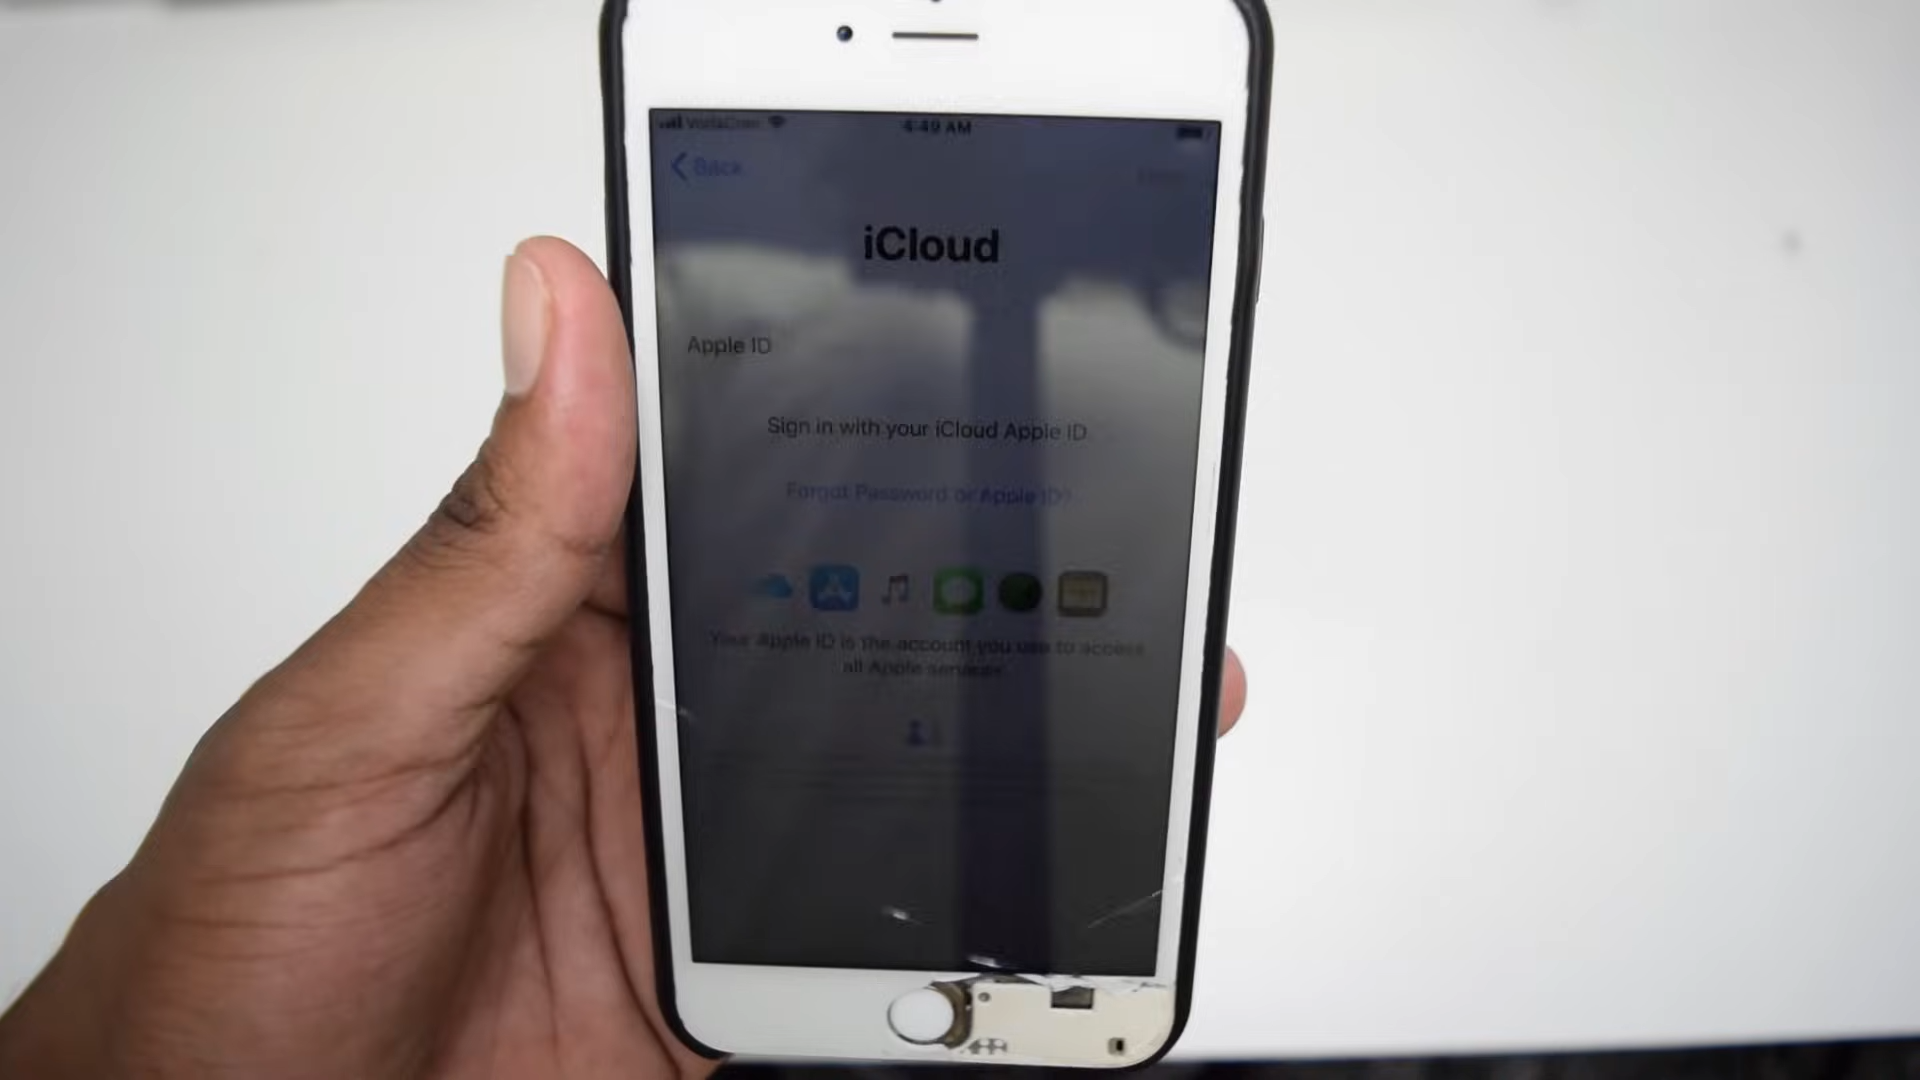 VodaCom
4:49 AM
Back
iCloud
Apple ID
Sign in with your iCloud Apple ID
Forgot Password or Apple ID?
Your Apple ID is the account you use to access
all Apple services